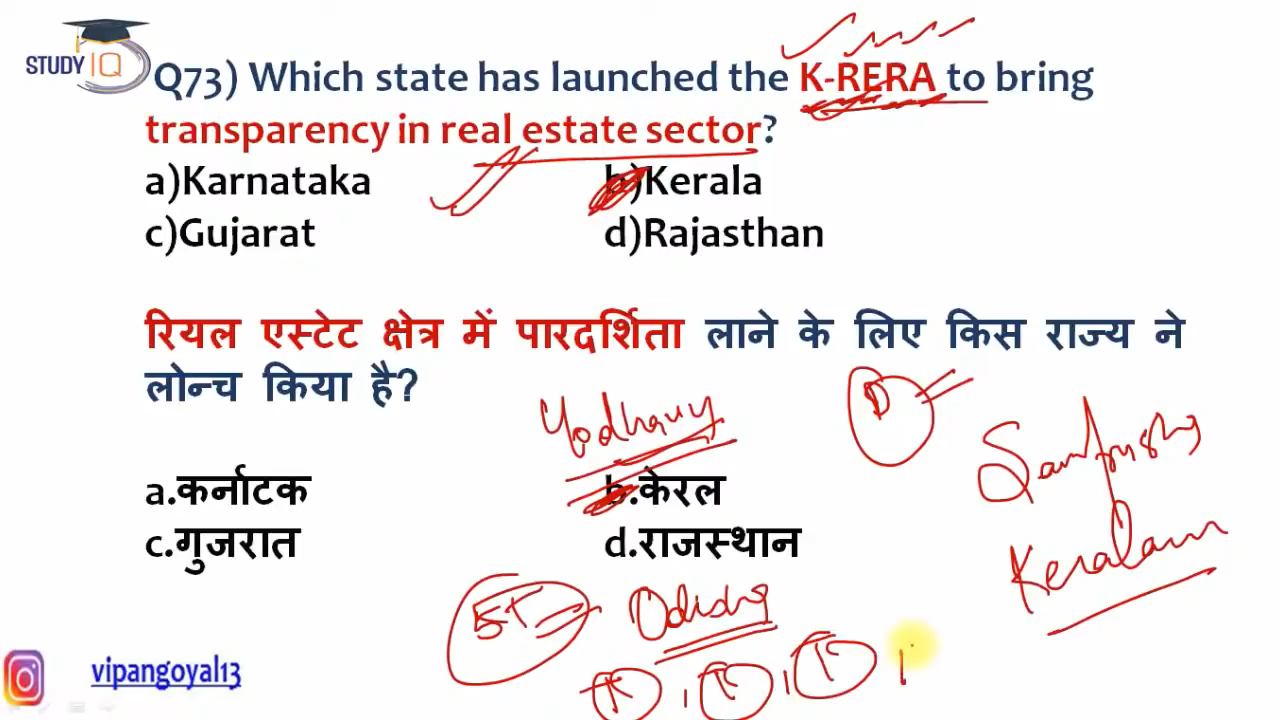 STUDY IQ
Q73) Which state has launched the K-RERA to bring
transparency in real estate sector?
a)Karnataka b)Kerala
c)Gujarat d)Rajasthan
रियल एस्टेट क्षेत्र में पारदर्शिता लाने के लिए किस राज्य ने
लोन्च किया है?
D
a.कर्नाटक b.केरल
c.गुजरात d.राजस्थान
Keralam
5T Odisha
T, T, T
vipangoyal13